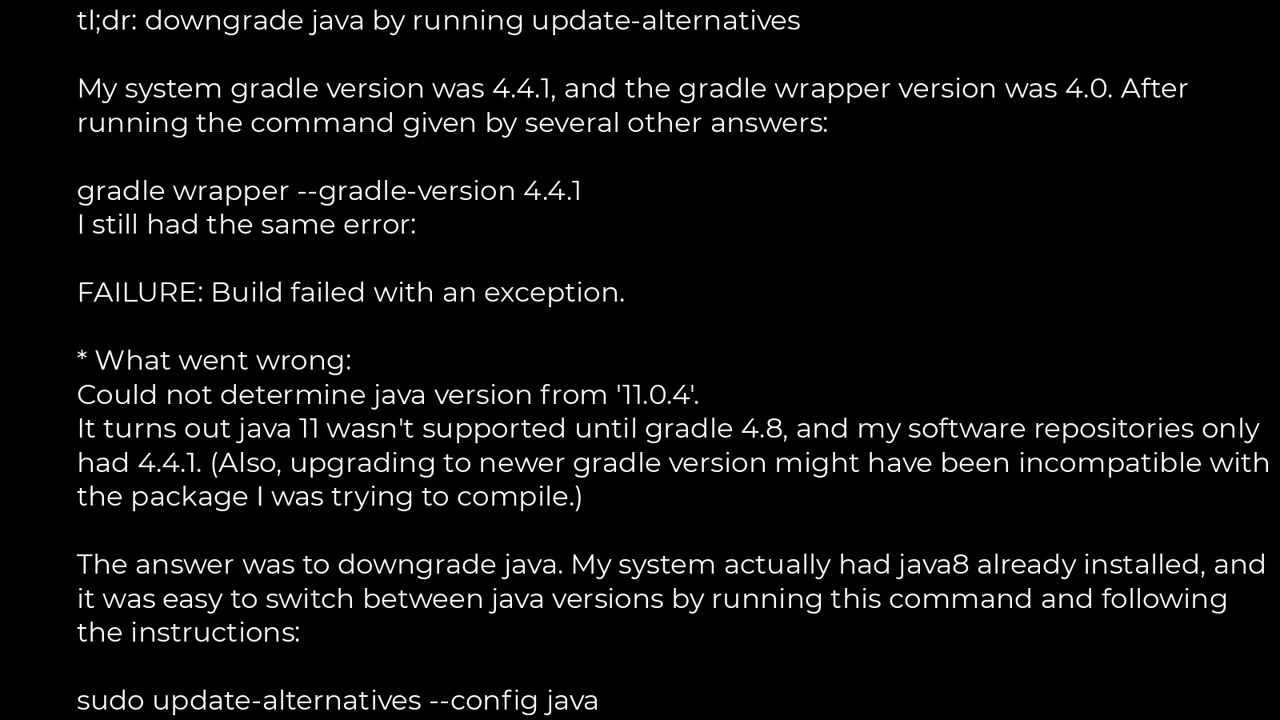 tl;dr: downgrade java by running update-alternatives
My system gradle version was 4.4.1, and the gradle wrapper version was 4.0. After
running the command given by several other answers:
gradle wrapper --gradle-version 4.4.1
I still had the same error:
FAILURE: Build failed with an exception.
* What went wrong:
Could not determine java version from '11.0.4'.
It turns out java 11 wasn't supported until gradle 4.8, and my software repositories only
had 4.4.1. (Also, upgrading to newer gradle version might have been incompatible with
the package I was trying to compile.)
The answer was to downgrade java. My system actually had java8 already installed, and
it was easy to switch between java versions by running this command and following
the instructions:
sudo update-alternatives --config java